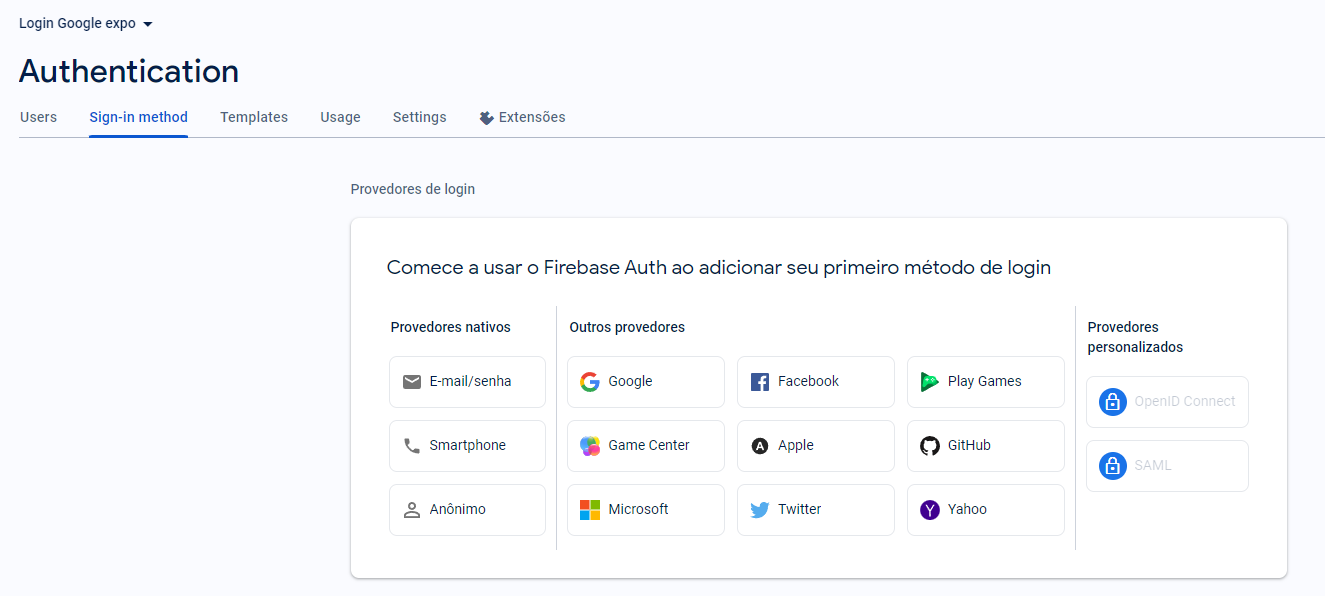 Login Google expo
Authentication
Users Sign-in method Templates Usage Settings Extensões
Provedores de login
Comece a usar o Firebase Auth ao adicionar seu primeiro método de login
Provedores nativos
E-mail/senha
Smartphone
Anônimo
Outros provedores
Google Facebook Play Games
Game Center Apple GitHub
Microsoft Twitter Yahoo
Provedores
personalizados
OpenID Connect
SAML